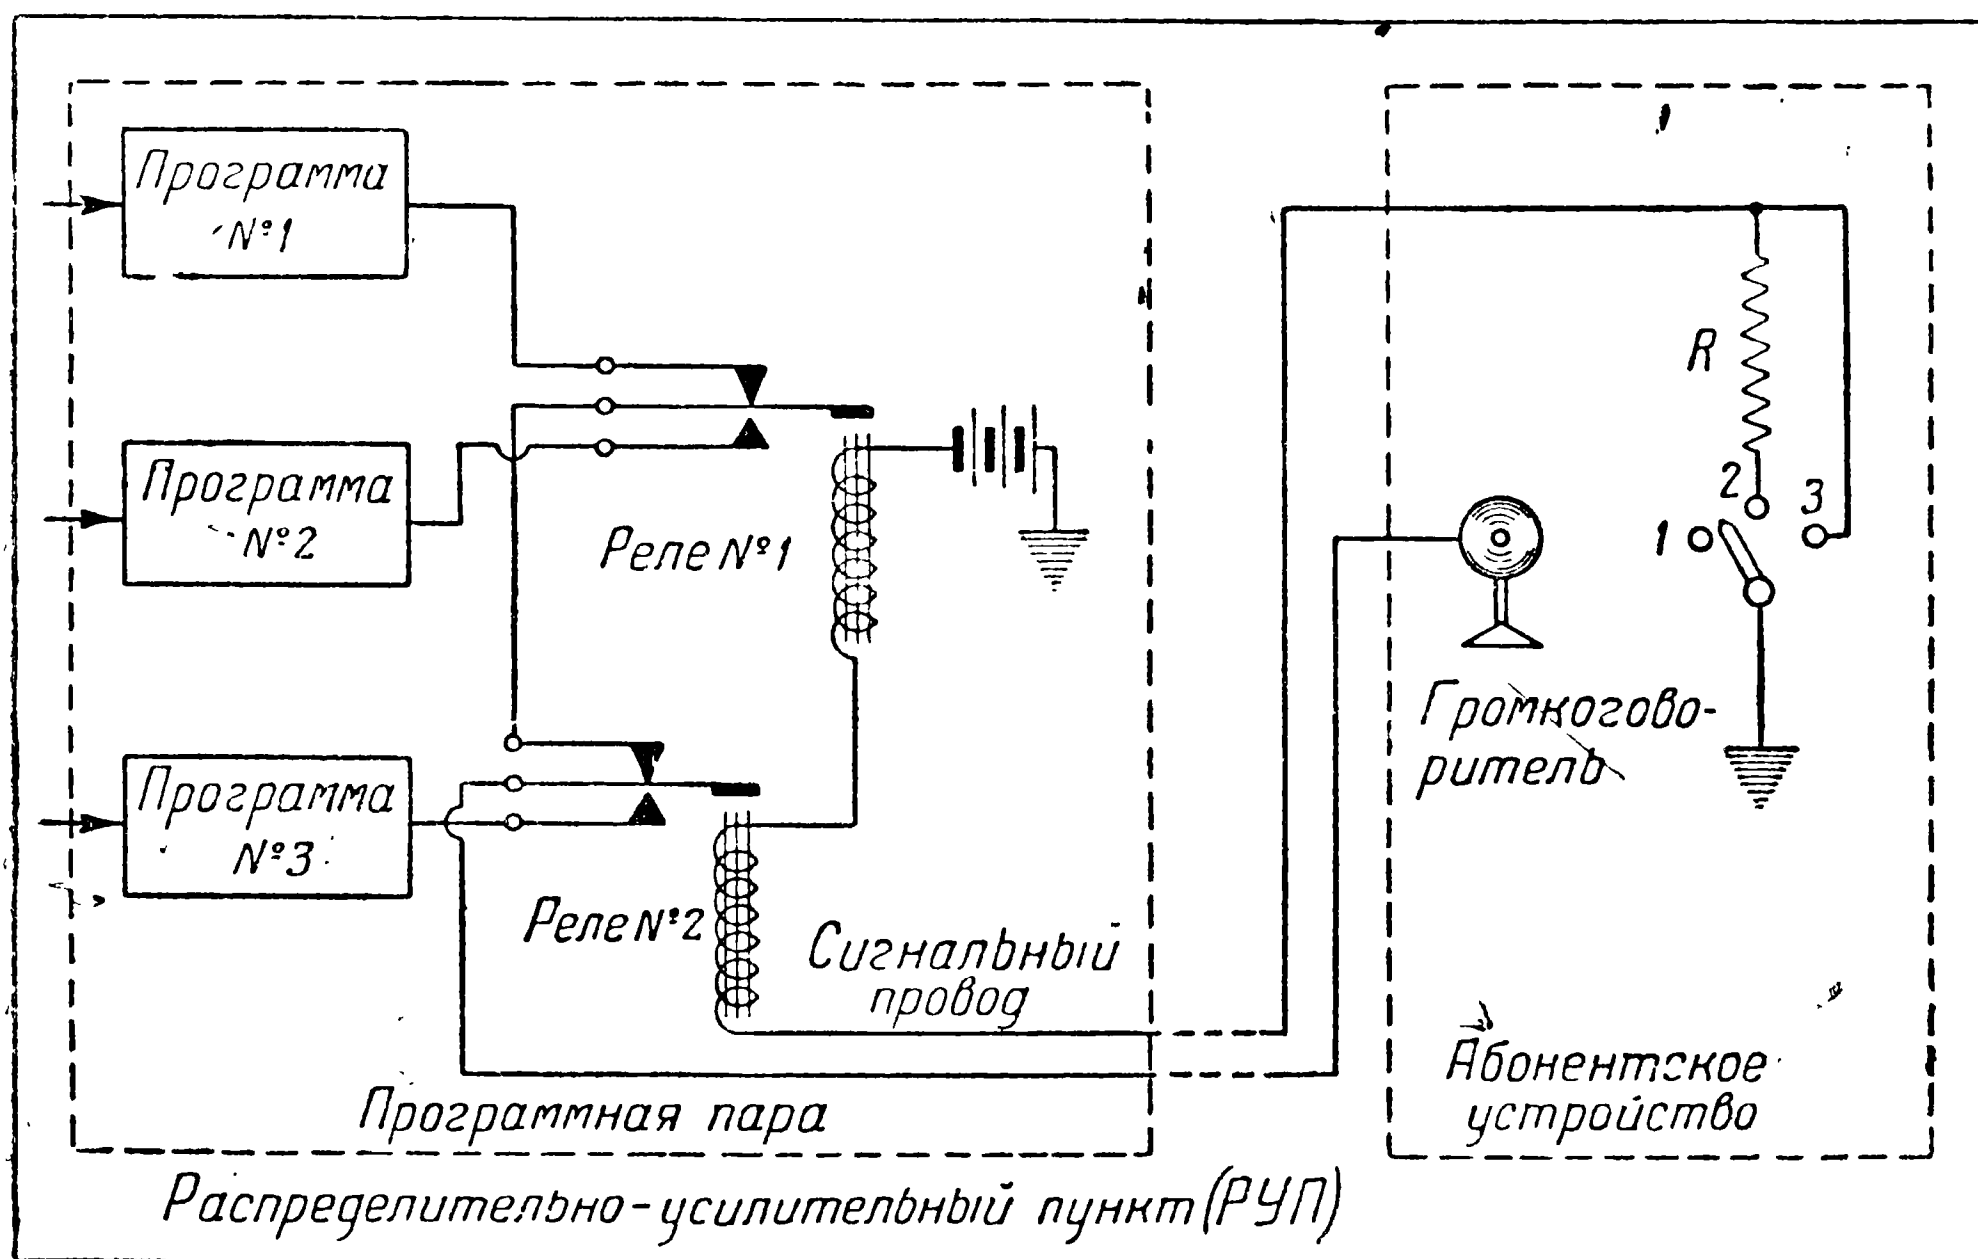 Программа
№1
Программа
№2
Реле №1
Программа
№3
Реле №2
Сигнальный
провод
Программная пара
Распределительно-усилительный пункт (РУП)
R
1
2
3
Громкогово-
ритель
Абонентское
устройство